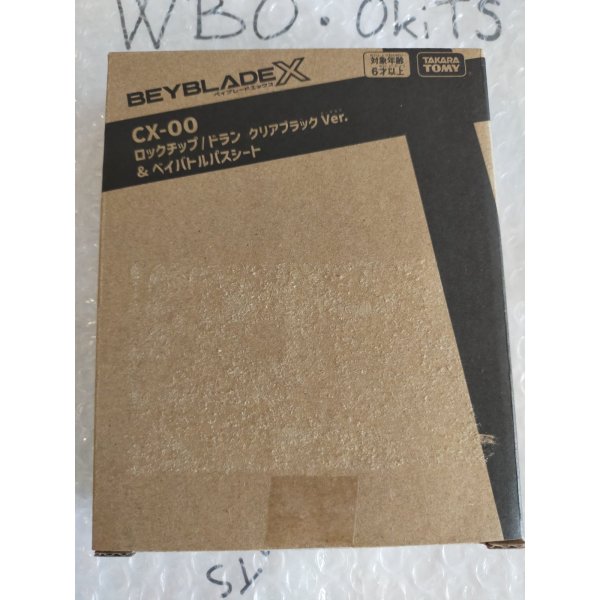 WBO. OkiTS
BEYBLADE X
ベイブレードエックス
対象年齢
6才以上
TAKARA
TOMY
CX-00
ロックチップ/ドラン クリアブラック Ver.
& ベイバトルパスシート